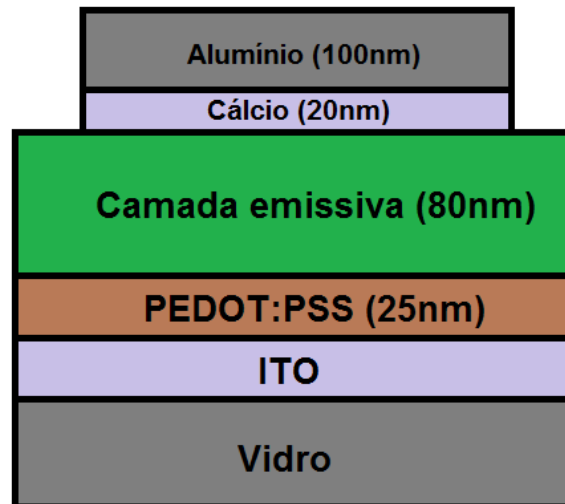 Alumínio (100nm)
Cálcio (20nm)
Camada emissiva (80nm)
PEDOT:PSS (25nm)
ITO
Vidro